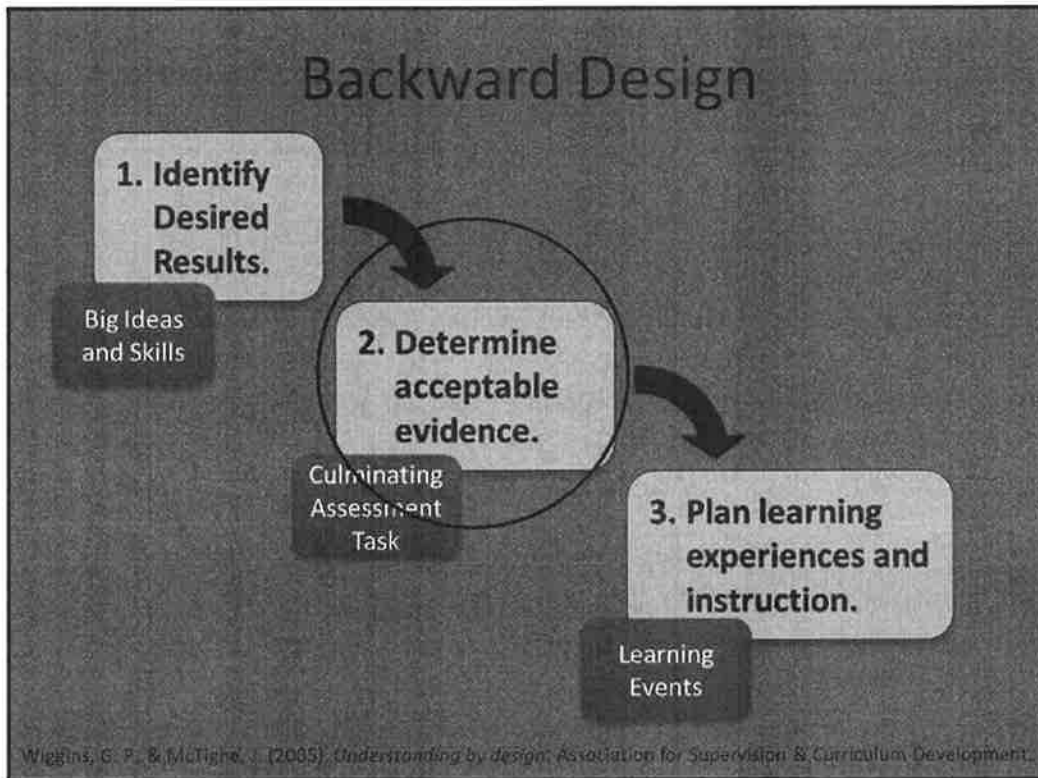 Backward Design
1. Identify
Desired
Results.
Big Ideas
and Skills
2. Determine
acceptable
evidence.
Culminating
Assessment
Task
3. Plan learning
experiences and
instruction.
Learning
Events
Wiggins, G. P., & McTighe, J. (2005). Understanding by design. Association for Supervision & Curriculum Development.